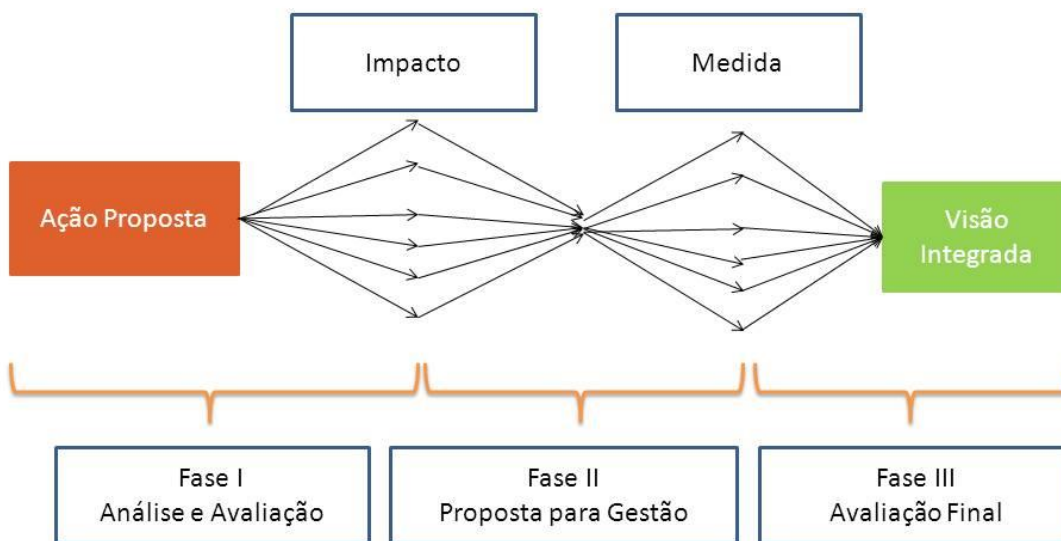 Impacto
Medida
Ação Proposta
Visão
Integrada
Fase I
Análise e Avaliação
Fase II
Proposta para Gestão
Fase III
Avaliação Final